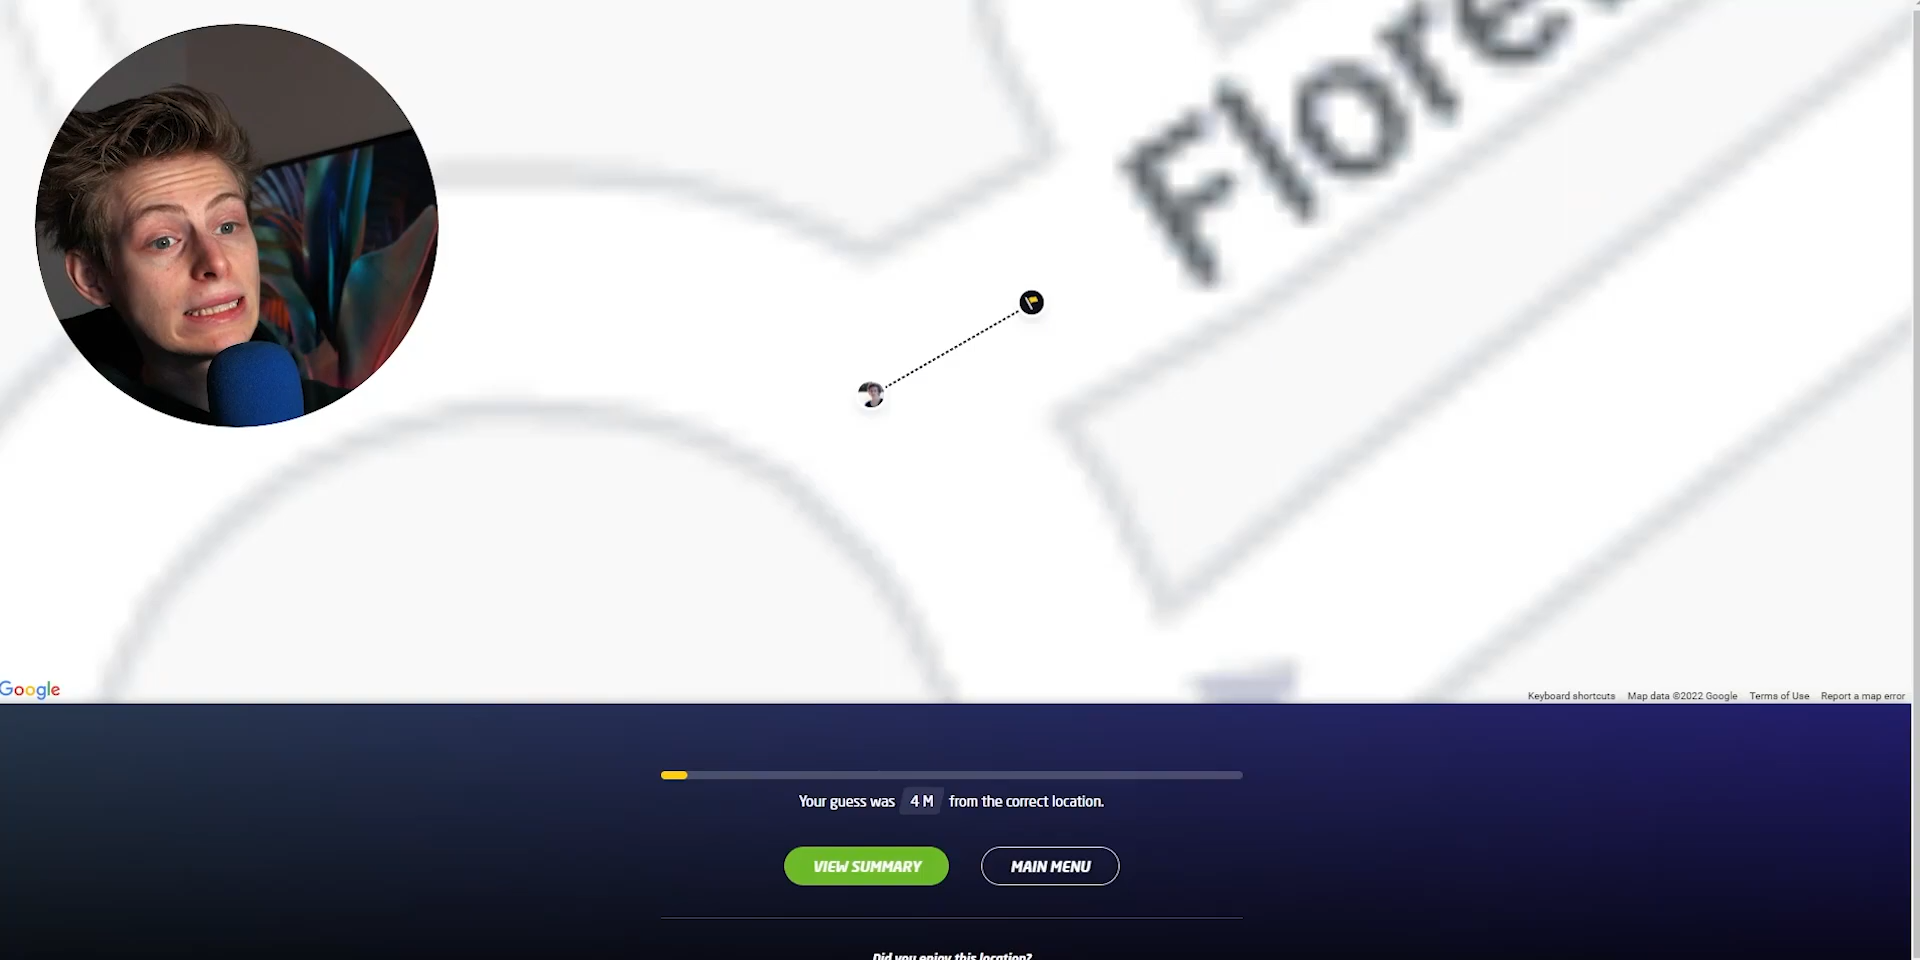 Flore
Google
Keyboard shortcuts Map data ©2022 Google Terms of Use Report a map error
Your guess was 4 M from the correct location.
VIEW SUMMARY MAIN MENU
Did you enjoy this location?